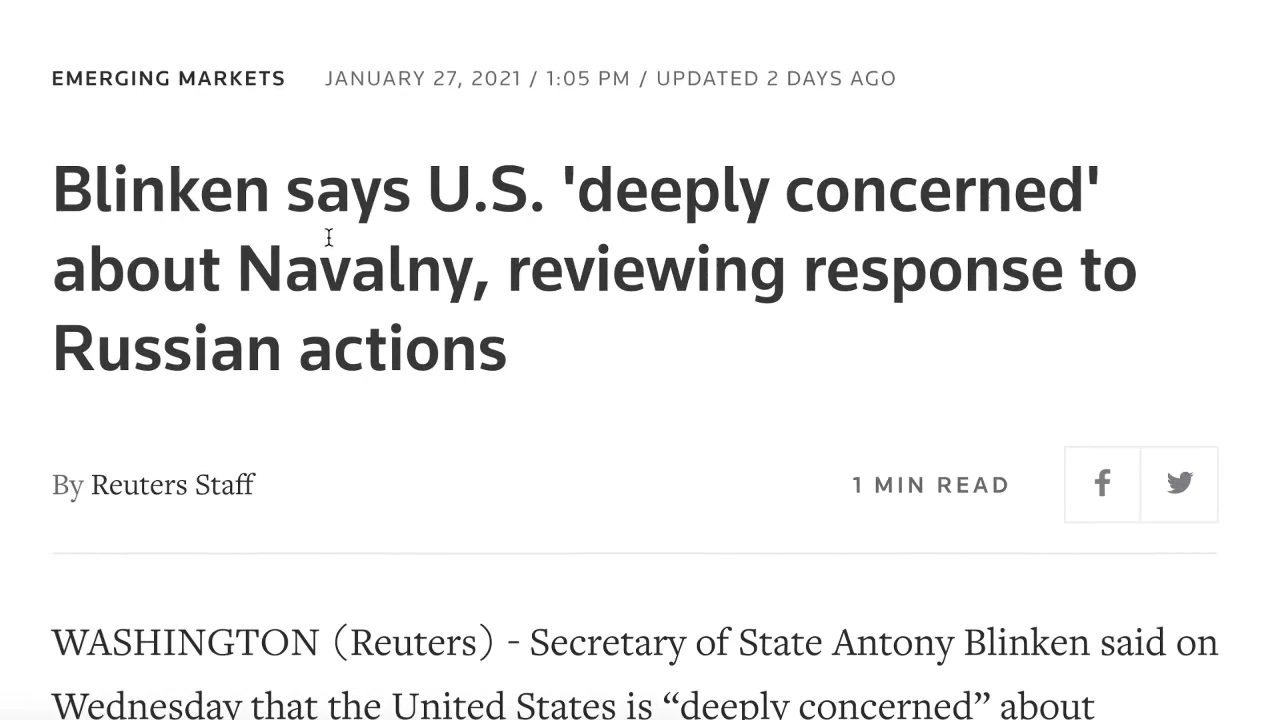 EMERGING MARKETS JANUARY 27, 2021 / 1:05 PM / UPDATED 2 DAYS AGO
Blinken says U.S. 'deeply concerned'
about Navalny, reviewing response to
Russian actions
By Reuters Staff 1 MIN READ
WASHINGTON (Reuters) - Secretary of State Antony Blinken said on
Wednesday that the United States is “deeply concerned” about